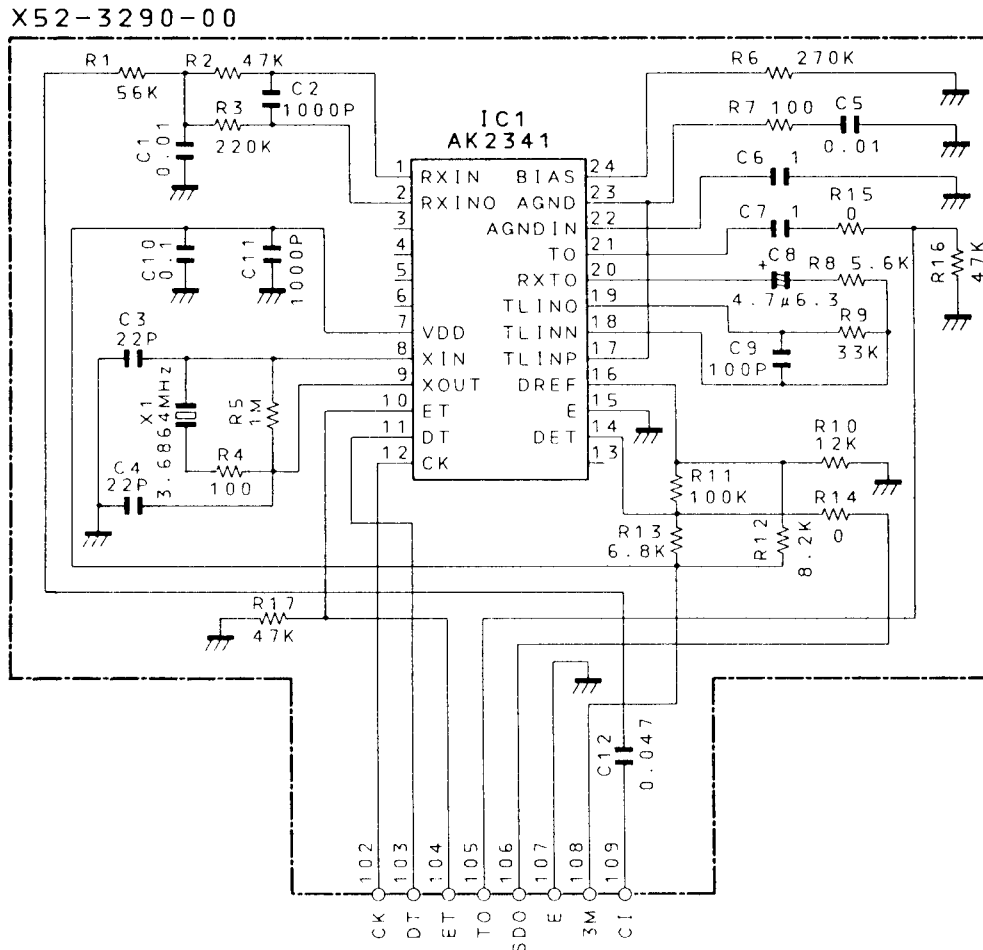 X52-3290-00
R1
56K
R2 47K
C2
1000P
R3
220K
C1
0.01
IC1
AK2341
R6 270K
R7 100
C5
0.01
C6 1
C7 1
R15
0
R16
47K
C8
+
4.7μ6.3
R8 5.6K
R9
33K
C9
100P
1 RXIN
2 RXINO
3
4
5
6
7 VDD
8 XIN
9 XOUT
10 ET
11 DT
12 CK
BIAS 24
AGND 23
AGNDIN 22
TO 21
RXTO 20
TLINO 19
TLINN 18
TLINP 17
DREF 16
E 15
DET 14
13
C10
0.1
C11
1000P
C3
22P
X1
3.6864MHz
R5
1M
R4
100
C4
22P
R10
12K
R11
100K
R14
0
R13
6.8K
R12
8.2K
R17
47K
C12
0.047
102
103
104
105
106
107
108
109
CK
DT
ET
TO
SDO
E
3M
CI